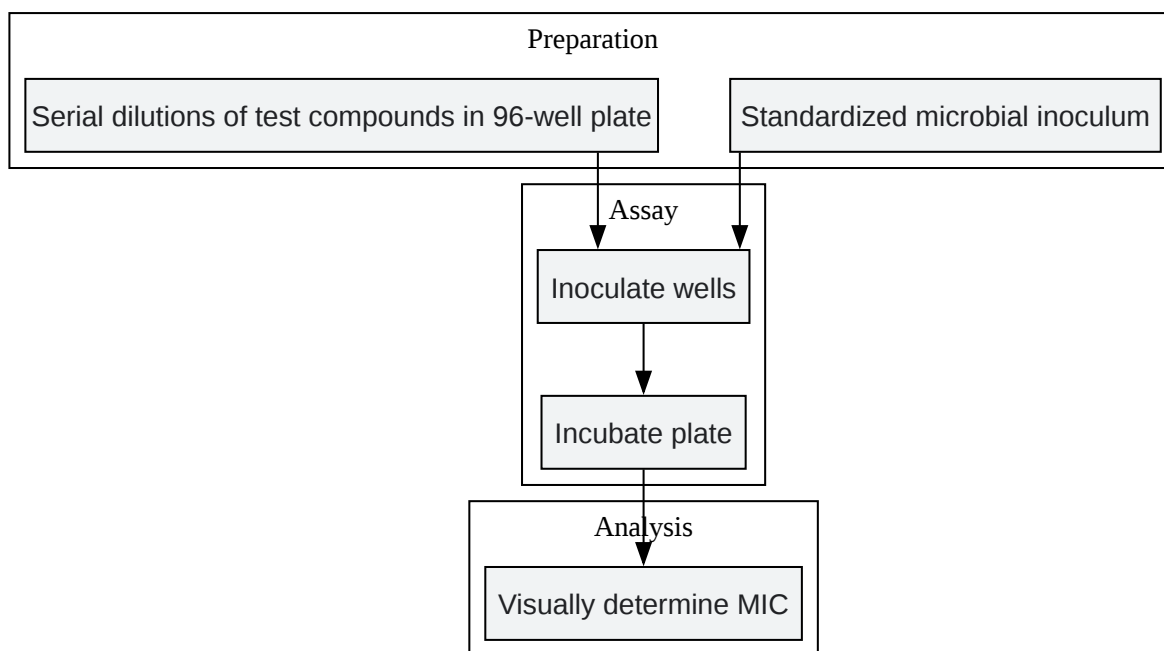 Preparation
Serial dilutions of test compounds in 96-well plate
Standardized microbial inoculum
Assay
Inoculate wells
Incubate plate
Analysis
Visually determine MIC